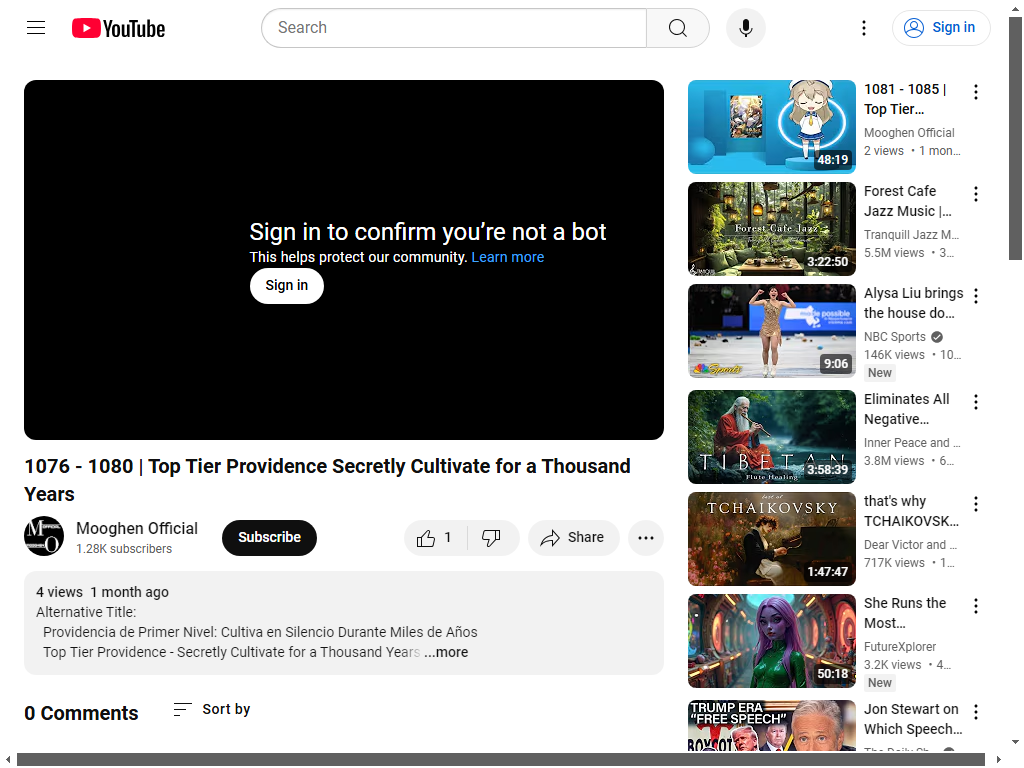 YouTube
Search
Sign in
Sign in to confirm you’re not a bot
This helps protect our community. Learn more
Sign in
1076 - 1080 | Top Tier Providence Secretly Cultivate for a Thousand
Years
Mooghen Official
1.28K subscribers
Subscribe
1
Share
4 views 1 month ago
Alternative Title:
Providencia de Primer Nivel: Cultiva en Silencio Durante Miles de Años
Top Tier Providence - Secretly Cultivate for a Thousand Years ...more
0 Comments
Sort by
48:19
1081 - 1085 |
Top Tier...
Mooghen Official
2 views • 1 mon...
Forest Cafe Jazz
3:22:50
Forest Cafe
Jazz Music |...
Tranquill Jazz M...
5.5M views • 3...
made possible
Sports
9:06
Alysa Liu brings
the house do...
NBC Sports
146K views • 10...
New
TIBETAN
Flute Healing
3:58:39
Eliminates All
Negative...
Inner Peace and ...
3.8M views • 6...
best of
TCHAIKOVSKY
1:47:47
that's why
TCHAIKOVSK...
Dear Victor and ...
717K views • 1...
50:18
She Runs the
Most...
FutureXplorer
3.2K views • 4...
New
TRUMP ERA
"FREE SPEECH"
BOYCOT
Jon Stewart on
Which Speech...
The Daily Sh...